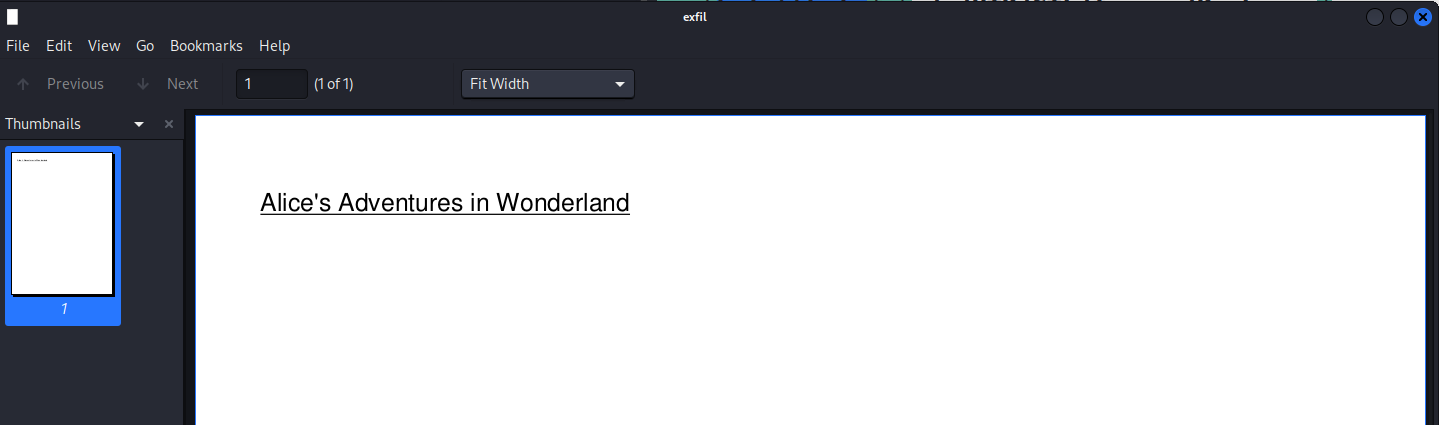 exfil
File Edit View Go Bookmarks Help
Previous Next 1 (1 of 1) Fit Width
Thumbnails
Alice's Adventures in Wonderland
1